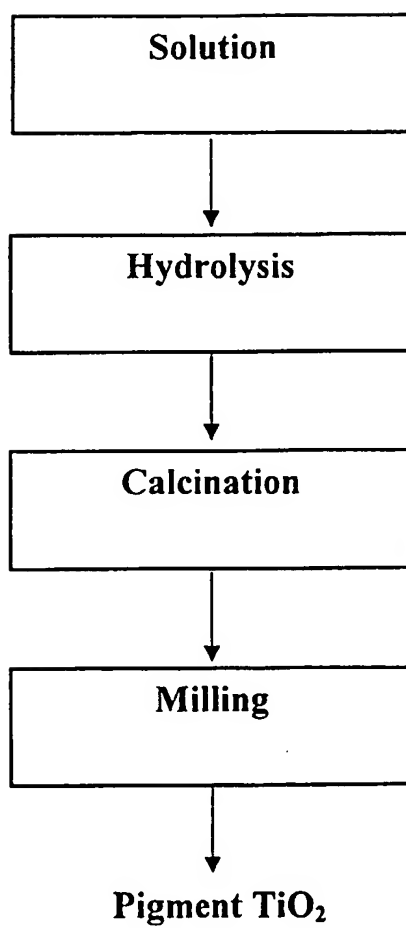 Solution
Hydrolysis
Calcination
Milling
Pigment TiO₂